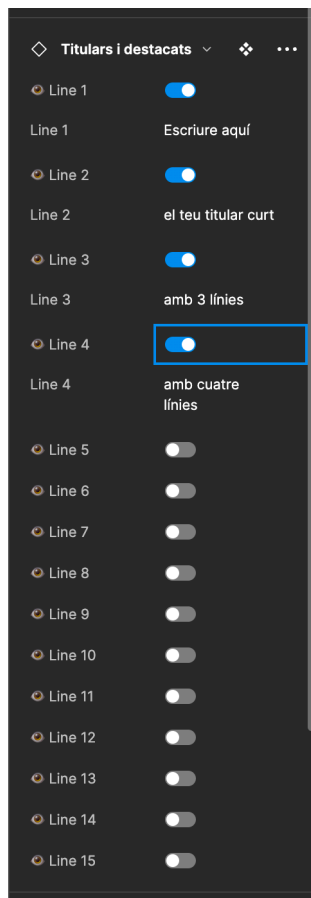 Titulars i destacats
Line 1
Line 1 Escriure aquí
Line 2
Line 2 el teu titular curt
Line 3
Line 3 amb 3 línies
Line 4
Line 4 amb cuatre
línies
Line 5
Line 6
Line 7
Line 8
Line 9
Line 10
Line 11
Line 12
Line 13
Line 14
Line 15